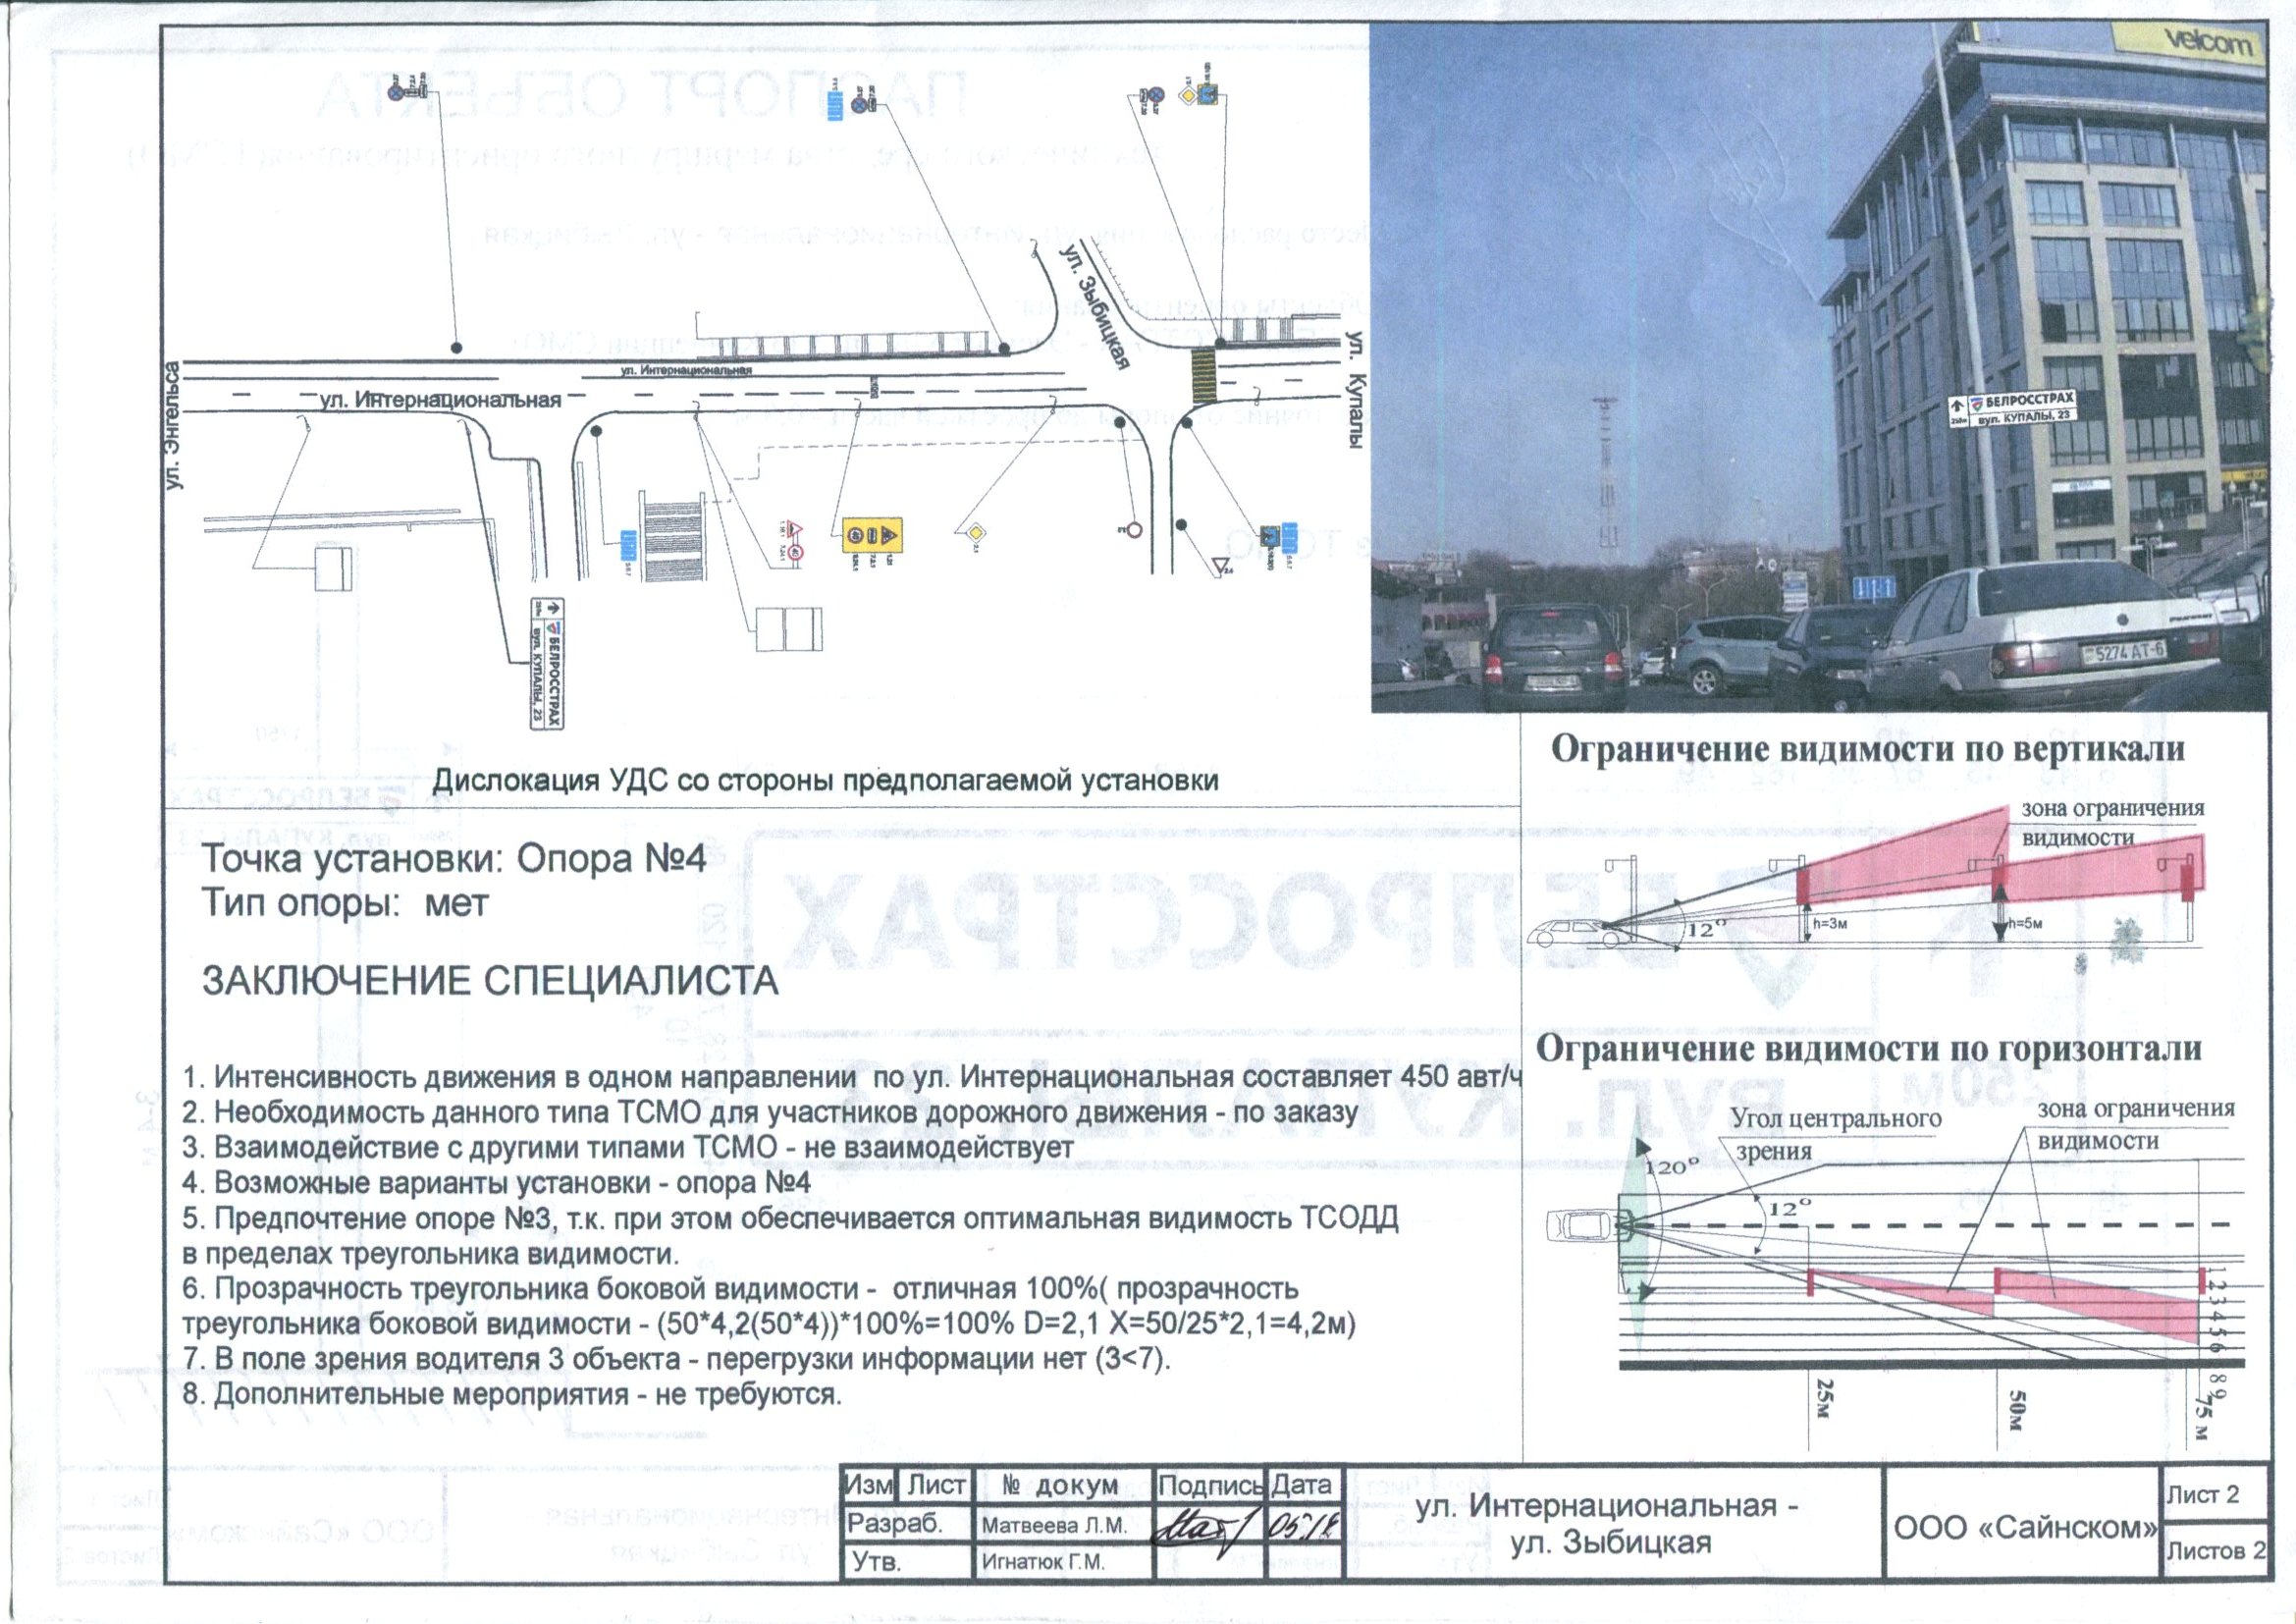 ул. Энгельса
ул. Интернациональная
ул. Интернациональная
ул. Зыбицкая
ул. Купалы
БЕЛРОССТРАХ
250м вул. КУПАЛЫ, 23
Дислокация УДС со стороны предполагаемой установки
velcom
БЕЛРОССТРАХ
250м вул. КУПАЛЫ, 23
5274 AT-6
Точка установки: Опора №4
Тип опоры: мет
ЗАКЛЮЧЕНИЕ СПЕЦИАЛИСТА
1. Интенсивность движения в одном направлении по ул. Интернациональная составляет 450 авт/ч
2. Необходимость данного типа ТСМО для участников дорожного движения - по заказу
3. Взаимодействие с другими типами ТСМО - не взаимодействует
4. Возможные варианты установки - опора №4
5. Предпочтение опоре №3, т.к. при этом обеспечивается оптимальная видимость ТСОДД
в пределах треугольника видимости.
6. Прозрачность треугольника боковой видимости - отличная 100%( прозрачность
треугольника боковой видимости - (50*4,2(50*4))*100%=100% D=2,1 X=50/25*2,1=4,2м)
7. В поле зрения водителя 3 объекта - перегрузки информации нет (3<7).
8. Дополнительные мероприятия - не требуются.
Ограничение видимости по вертикали
зона ограничения
видимости
12°
h=3м
h=5м
Ограничение видимости по горизонтали
Угол центрального
зрения
зона ограничения
видимости
120°
12°
1 2 3 4 5 6 8 9
25м
50м
75 м
Изм Лист № докум Подпись Дата
Разраб. Матвеева Л.М. 05.18
Утв. Игнатюк Г.М.
ул. Интернациональная -
ул. Зыбицкая
ООО «Сайнском»
Лист 2
Листов 2